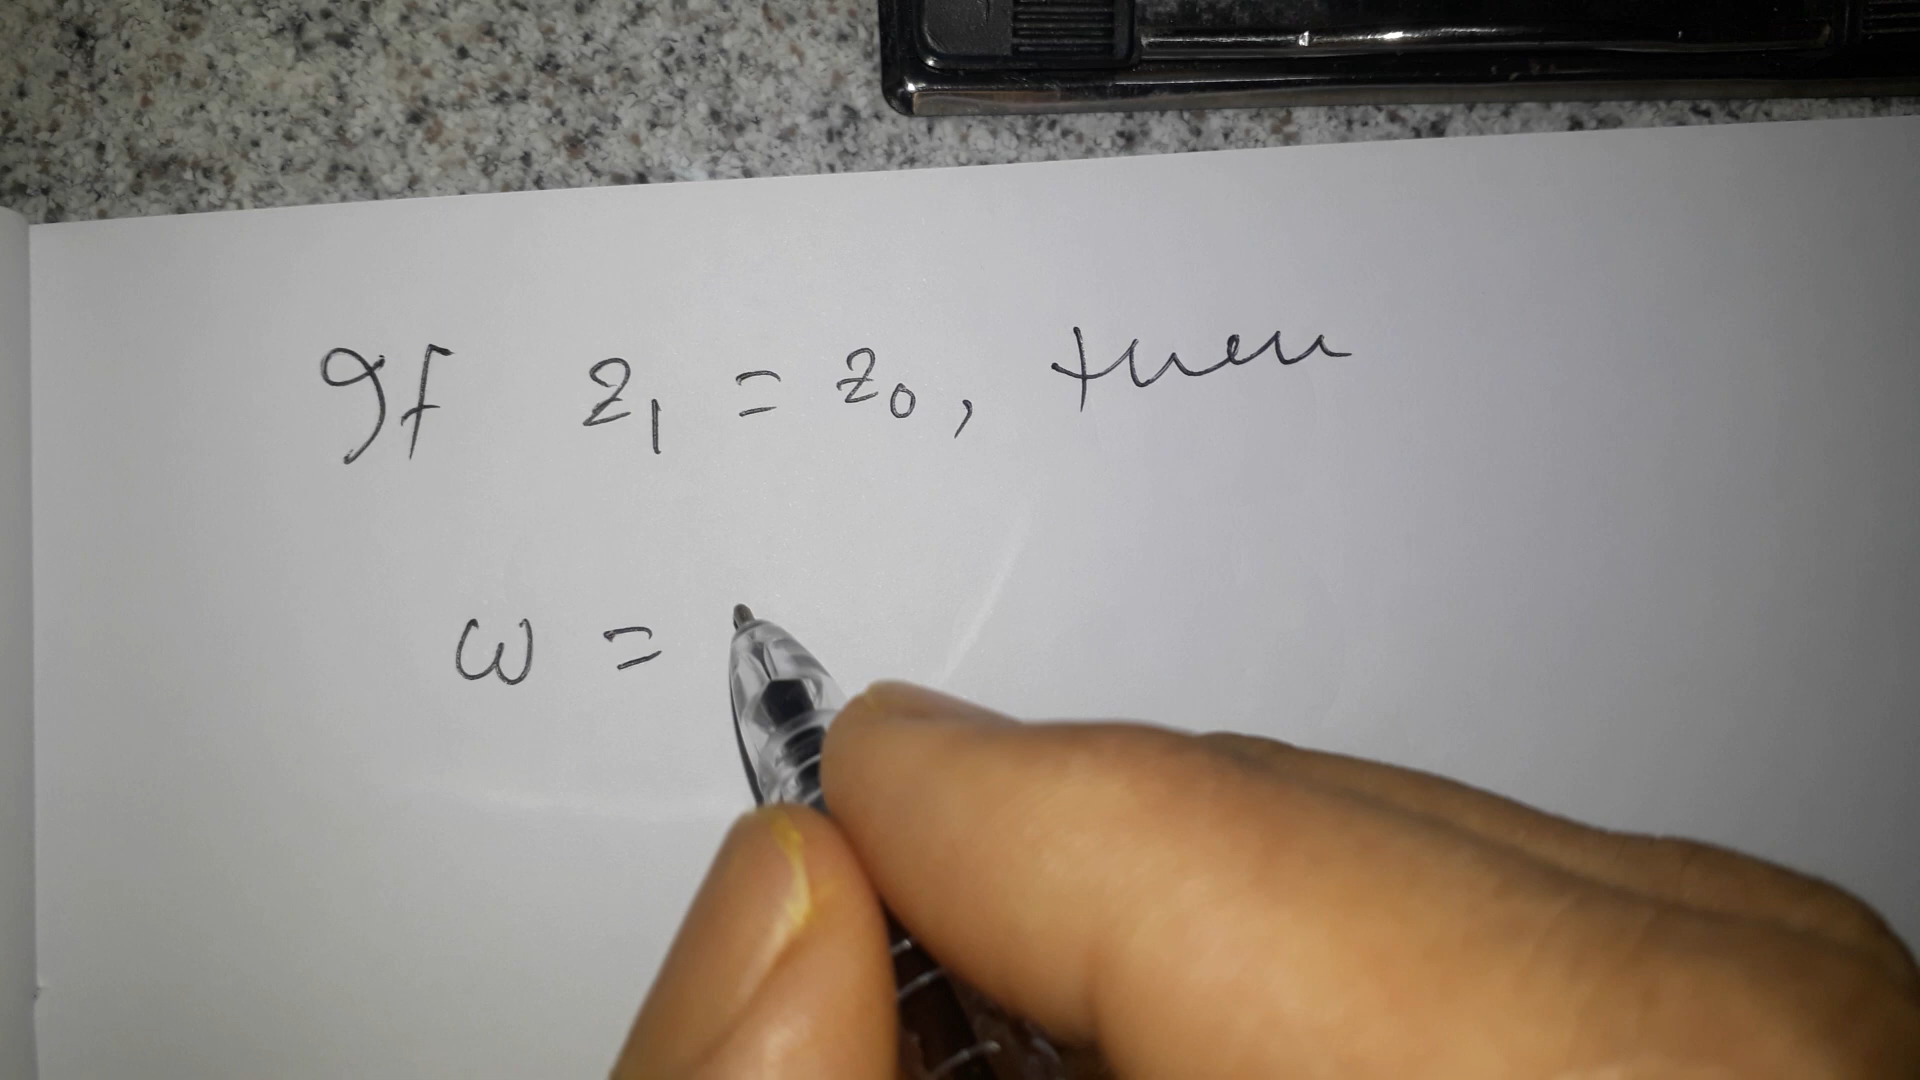 If z₁ = z₀, then
ω =